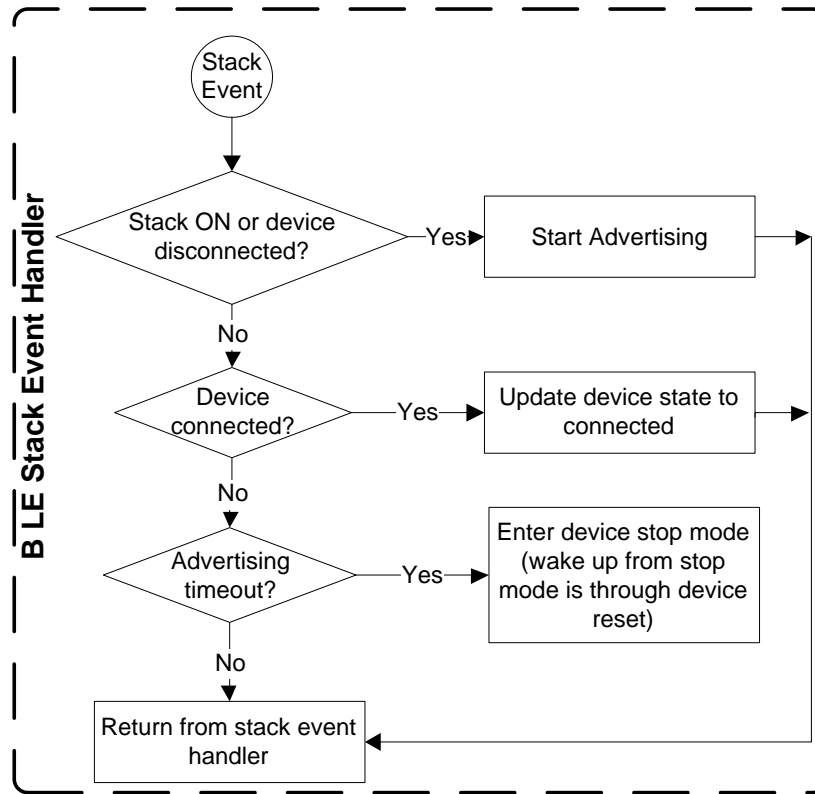 B LE Stack Event Handler
Stack
Event
Stack ON or device
disconnected?
Yes
Start Advertising
No
Device
connected?
Yes
Update device state to
connected
No
Advertising
timeout?
Yes
Enter device stop mode
(wake up from stop
mode is through device
reset)
No
Return from stack event
handler